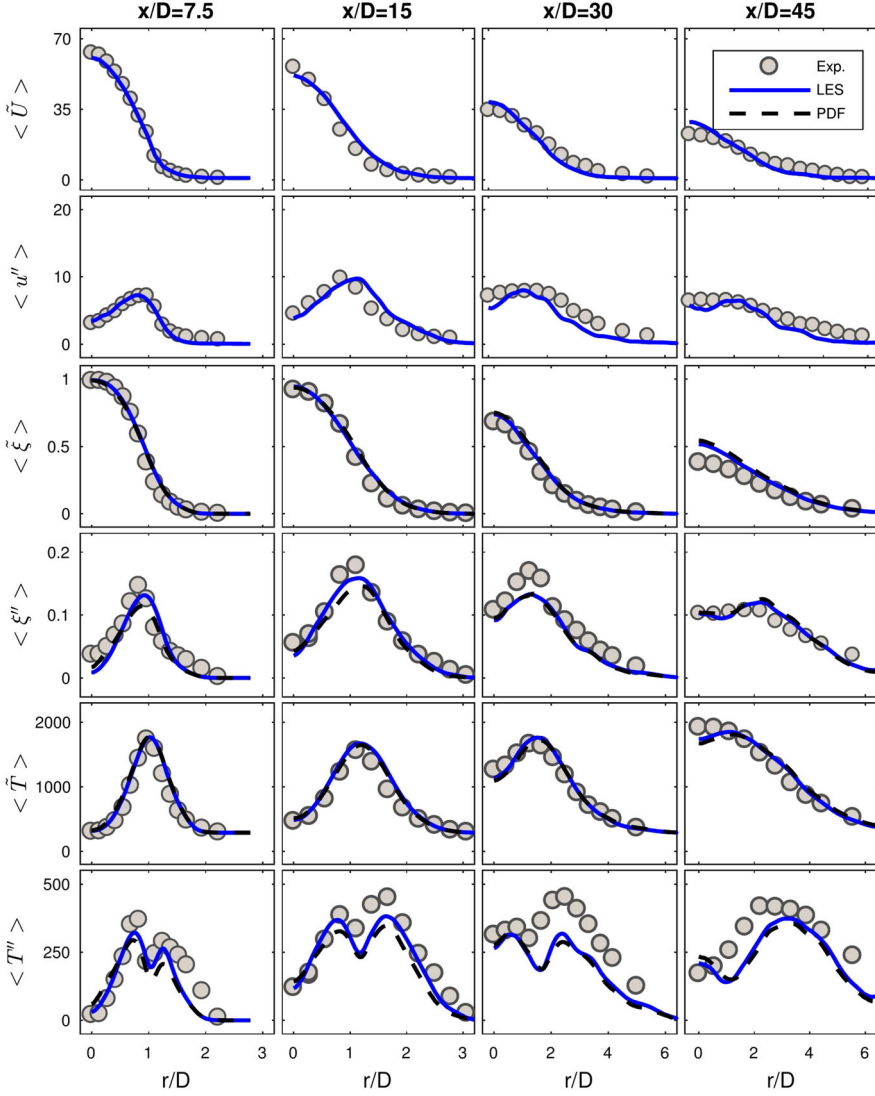 x/D=7.5 x/D=15 x/D=30 x/D=45
70
35
0
< Ũ >
Exp.
LES
PDF
20
10
0
< u″ >
1
0.5
0
< ξ̃ >
0.2
0.1
0
< ξ″ >
2000
1000
0
< T̃ >
500
250
0
< T″ >
0 1 2 3 0 1 2 3 0 2 4 6 0 2 4 6
r/D r/D r/D r/D